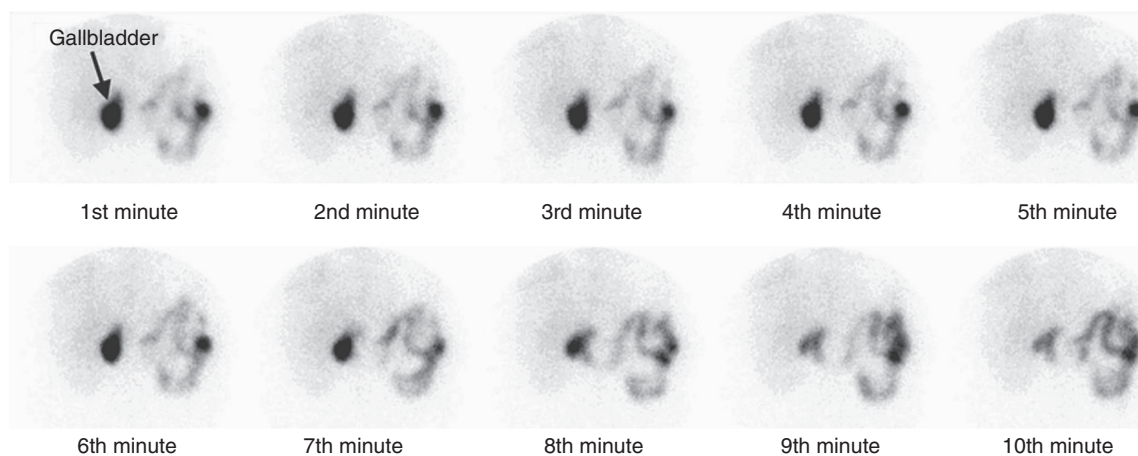 Gallbladder
1st minute
2nd minute
3rd minute
4th minute
5th minute
6th minute
7th minute
8th minute
9th minute
10th minute